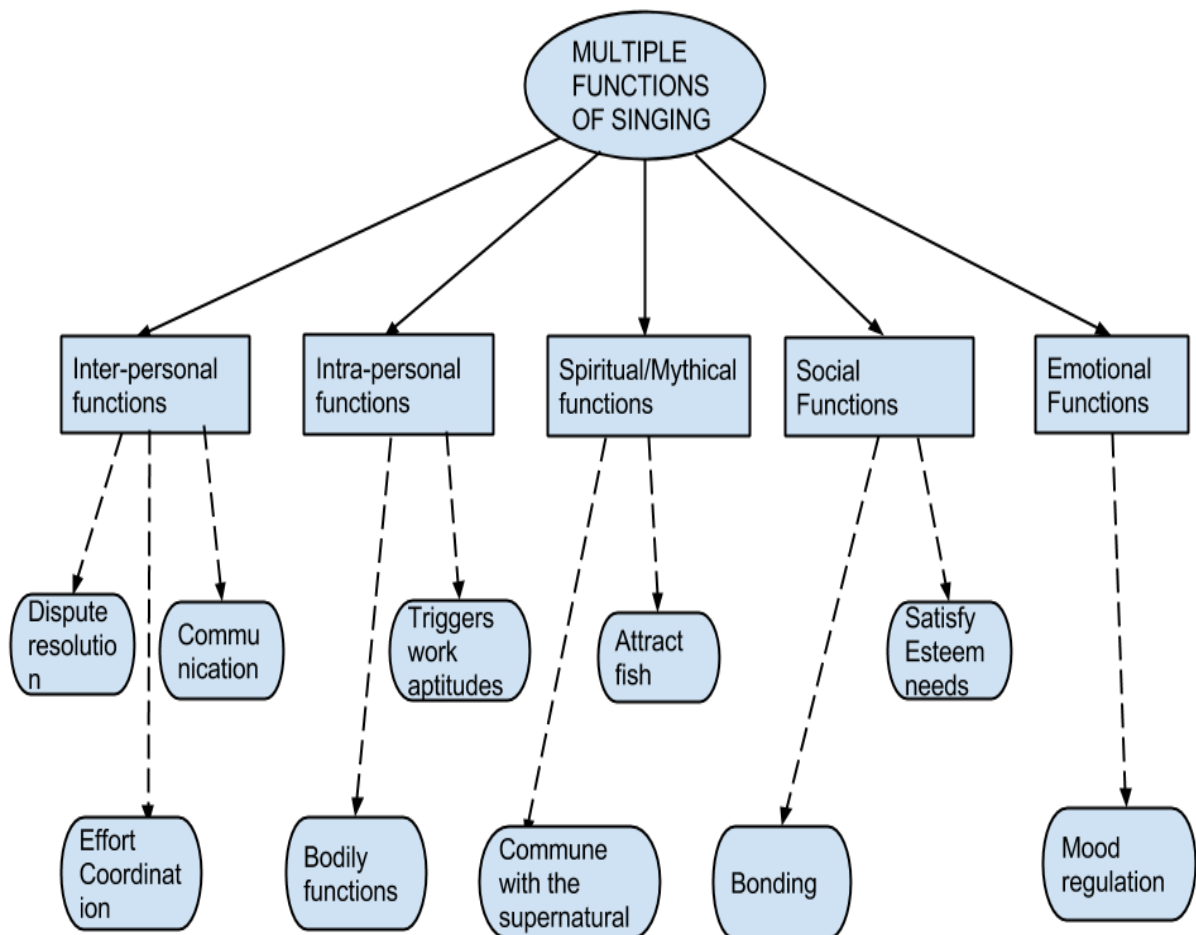 MULTIPLE
FUNCTIONS
OF SINGING
Inter-personal
functions
Intra-personal
functions
Spiritual/Mythical
functions
Social
Functions
Emotional
Functions
Dispute
resolutio
n
Commu
nication
Triggers
work
aptitudes
Attract
fish
Satisfy
Esteem
needs
Effort
Coordinat
ion
Bodily
functions
Commune
with the
supernatural
Bonding
Mood
regulation